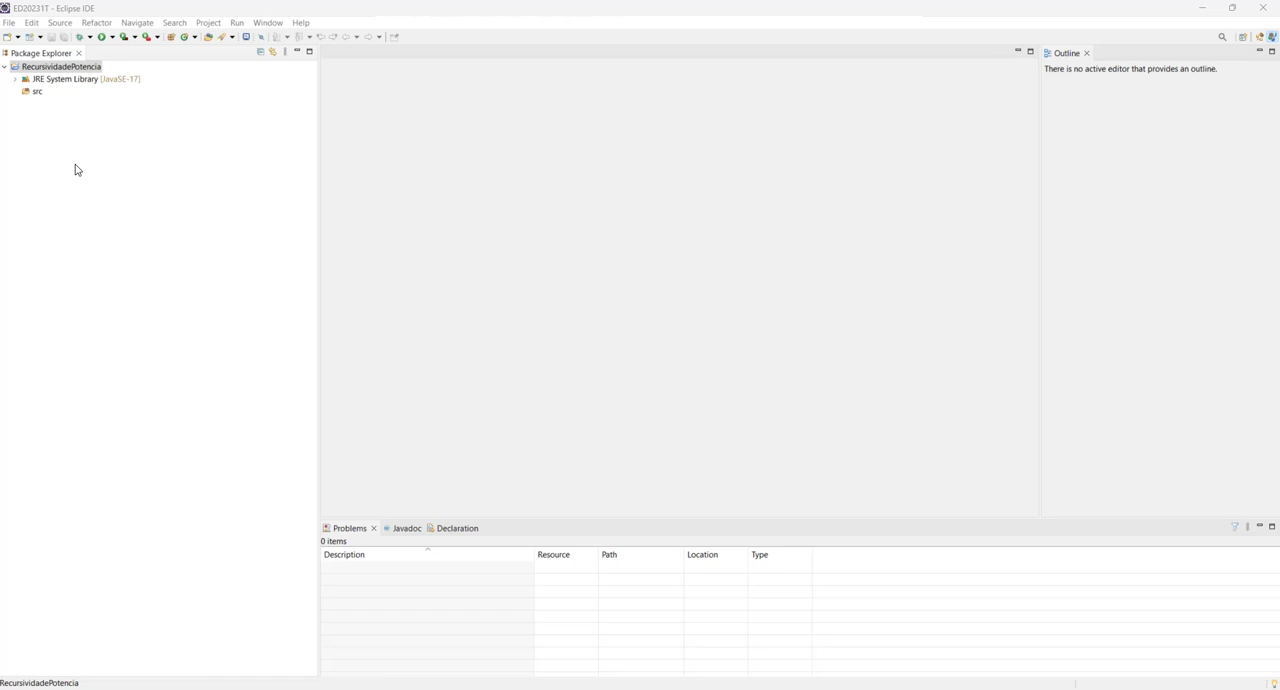 ED20231T - Eclipse IDE
File Edit Source Refactor Navigate Search Project Run Window Help
Package Explorer
RecursividadePotencia
JRE System Library [JavaSE-17]
src
Outline
There is no active editor that provides an outline.
Problems Javadoc Declaration
0 items
Description Resource Path Location Type
RecursividadePotencia